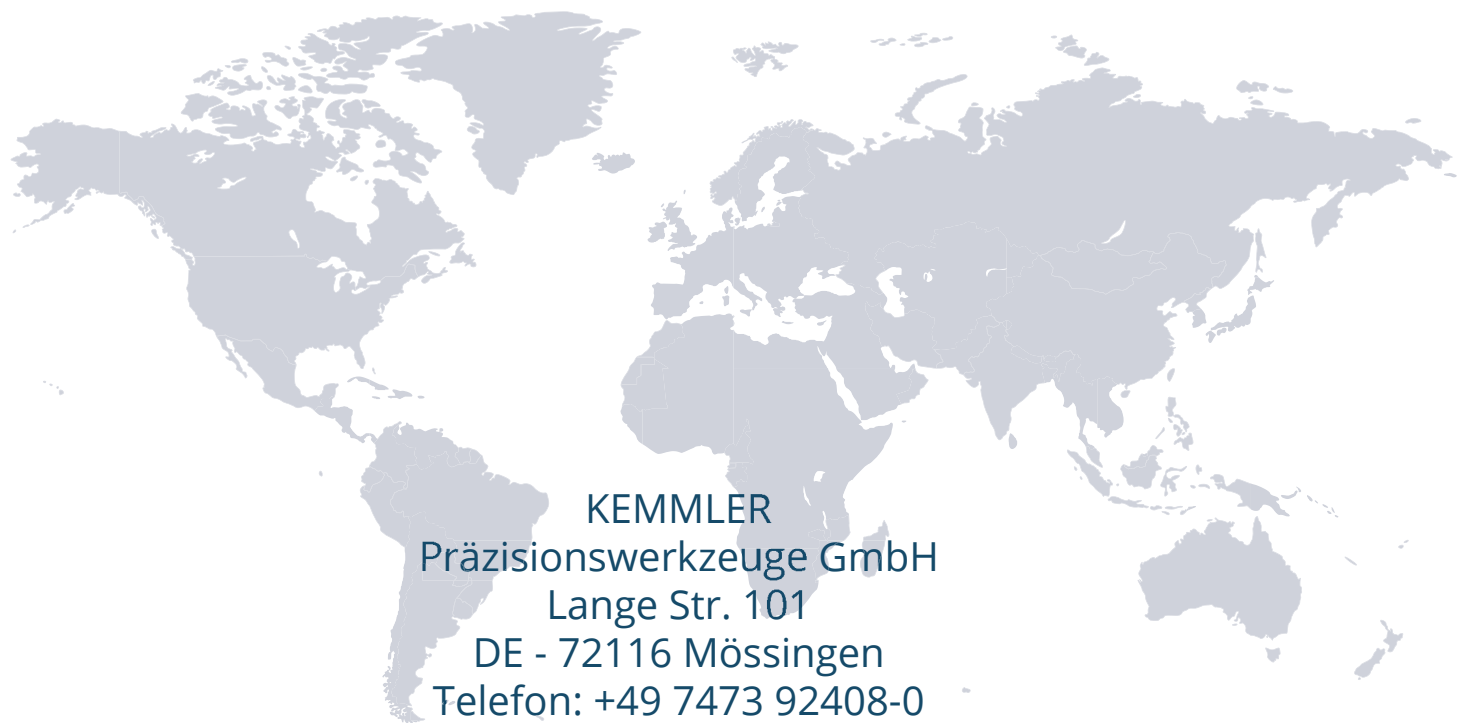 KEMMLER
Präzisionswerkzeuge GmbH
Lange Str. 101
DE - 72116 Mössingen
Telefon: +49 7473 92408-0